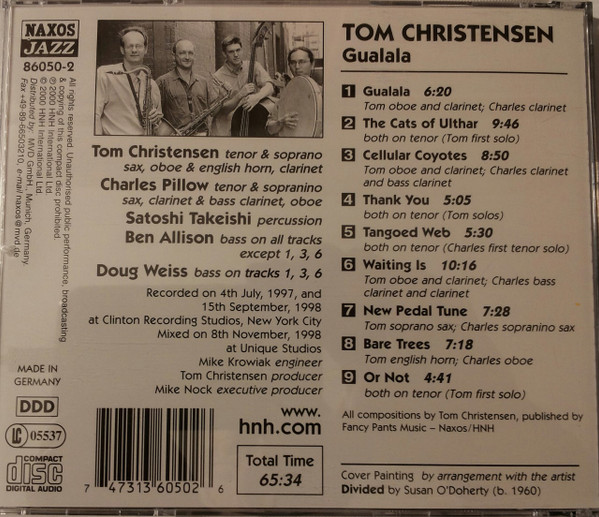 NAXOS
JAZZ
86050-2
All rights reserved. Unauthorised public performance, broadcasting
& copying of this compact disc prohibited.
℗ 2000 HNH International Ltd.
© 2000 HNH International Ltd.
Distributed by: MVD GmbH, Munich, Germany.
Fax +49-89-66503210, e-mail naxos@mvd.de
Tom Christensen tenor & soprano
sax, oboe & english horn, clarinet
Charles Pillow tenor & sopranino
sax, clarinet & bass clarinet, oboe
Satoshi Takeishi percussion
Ben Allison bass on all tracks
except 1, 3, 6
Doug Weiss bass on tracks 1, 3, 6
Recorded on 4th July, 1997, and
15th September, 1998
at Clinton Recording Studios, New York City
Mixed on 8th November, 1998
at Unique Studios
Mike Krowiak engineer
Tom Christensen producer
Mike Nock executive producer
MADE IN
GERMANY
DDD
LC 05537
COMPACT
disc
DIGITAL AUDIO
7 47313 60502 6
www.
hnh.com
Total Time
65:34
TOM CHRISTENSEN
Gualala
1 Gualala 6:20
Tom oboe and clarinet; Charles clarinet
2 The Cats of Ulthar 9:46
both on tenor (Tom first solo)
3 Cellular Coyotes 8:50
Tom oboe and clarinet; Charles clarinet
and bass clarinet
4 Thank You 5:05
both on tenor (Tom solos)
5 Tangoed Web 5:30
both on tenor (Charles first tenor solo)
6 Waiting Is 10:16
Tom oboe and clarinet; Charles bass
clarinet and clarinet
7 New Pedal Tune 7:28
Tom soprano sax; Charles sopranino sax
8 Bare Trees 7:18
Tom english horn; Charles oboe
9 Or Not 4:41
both on tenor (Tom first solo)
All compositions by Tom Christensen, published by
Fancy Pants Music – Naxos/HNH
Cover Painting by arrangement with the artist
Divided by Susan O'Doherty (b. 1960)